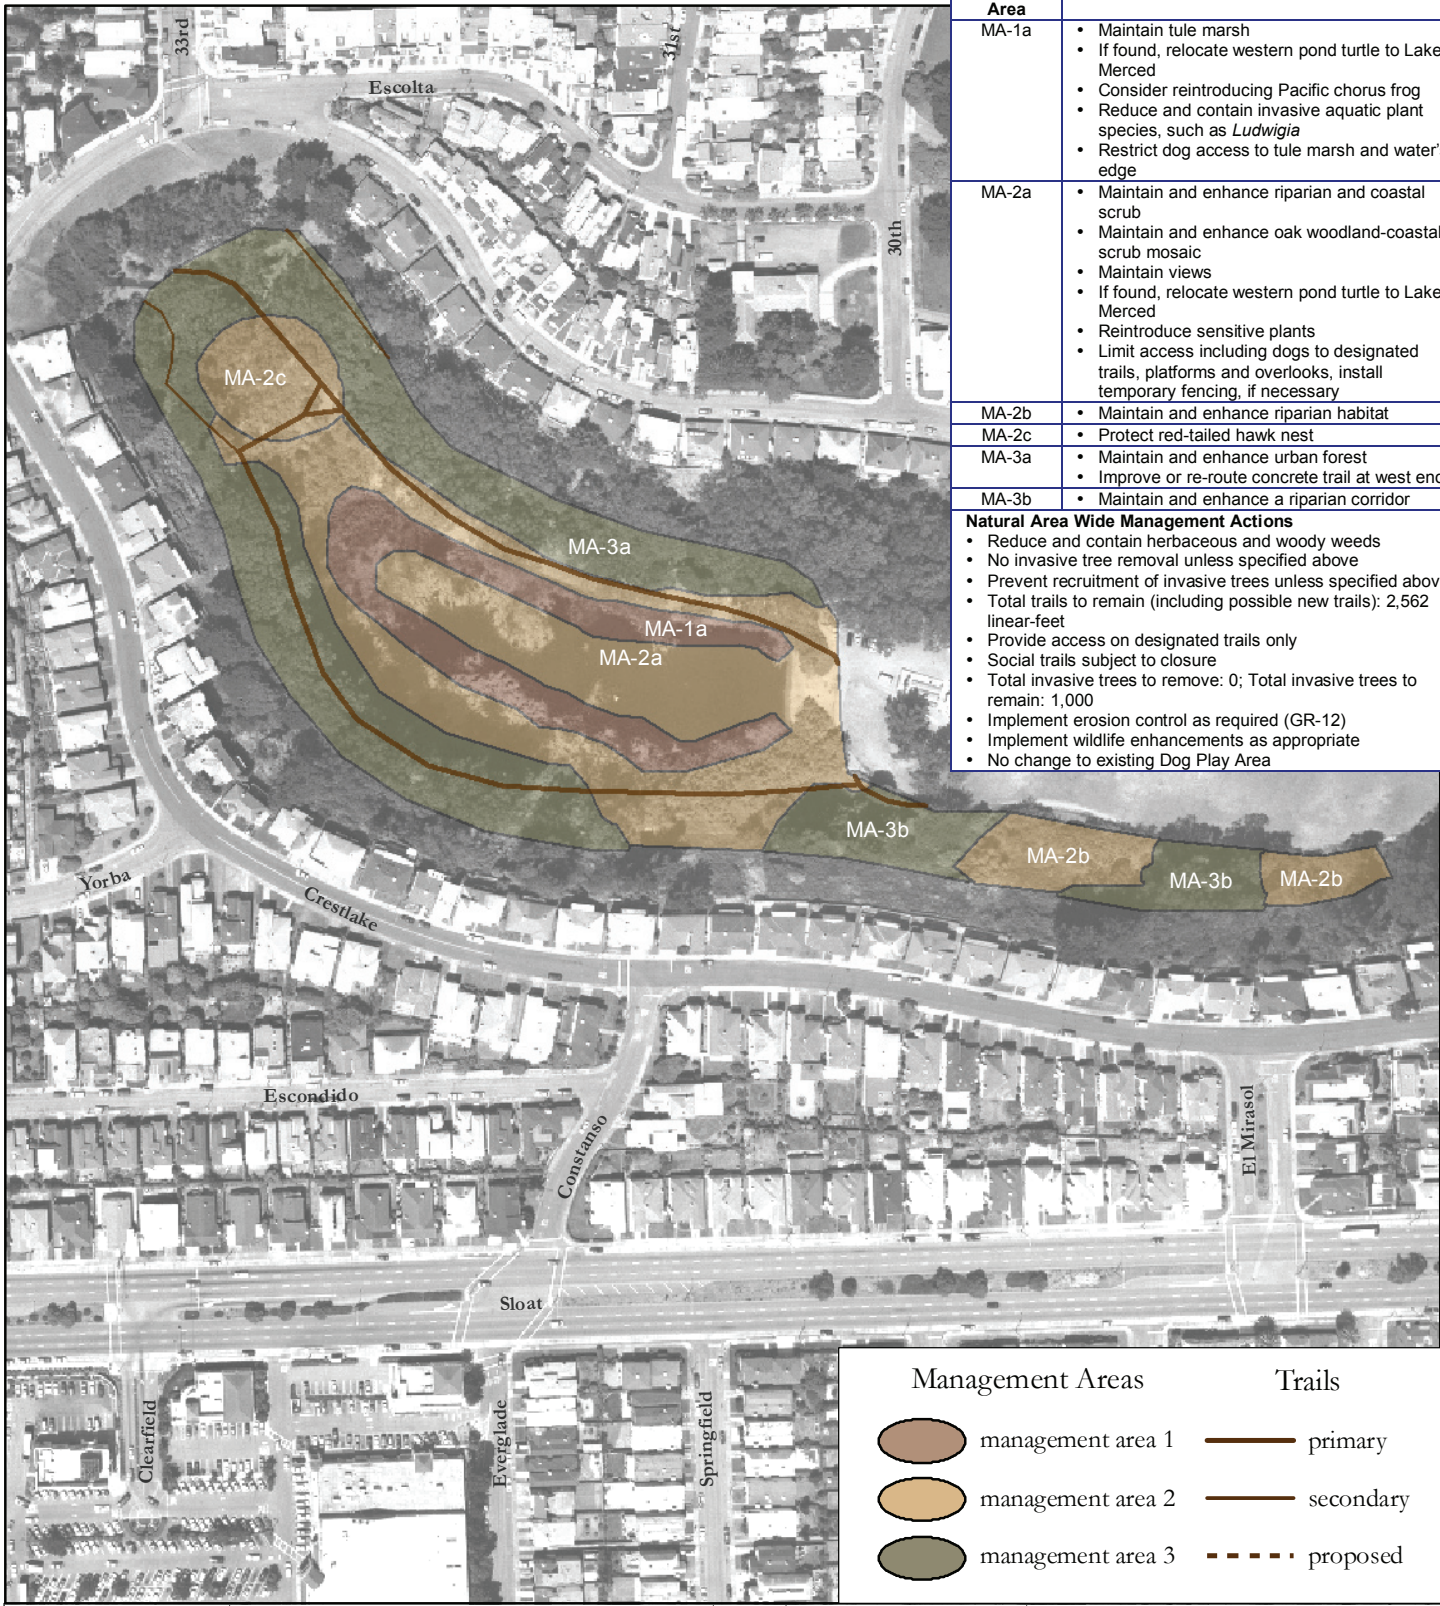 Area
MA-1a
• Maintain tule marsh
• If found, relocate western pond turtle to Lake
Merced
• Consider reintroducing Pacific chorus frog
• Reduce and contain invasive aquatic plant
species, such as Ludwigia
• Restrict dog access to tule marsh and water'
edge
MA-2a
• Maintain and enhance riparian and coastal
scrub
• Maintain and enhance oak woodland-coastal
scrub mosaic
• Maintain views
• If found, relocate western pond turtle to Lake
Merced
• Reintroduce sensitive plants
• Limit access including dogs to designated
trails, platforms and overlooks, install
temporary fencing, if necessary
MA-2b
• Maintain and enhance riparian habitat
MA-2c
• Protect red-tailed hawk nest
MA-3a
• Maintain and enhance urban forest
• Improve or re-route concrete trail at west end
MA-3b
• Maintain and enhance a riparian corridor
Natural Area Wide Management Actions
• Reduce and contain herbaceous and woody weeds
• No invasive tree removal unless specified above
• Prevent recruitment of invasive trees unless specified abov
• Total trails to remain (including possible new trails): 2,562
linear-feet
• Provide access on designated trails only
• Social trails subject to closure
• Total invasive trees to remove: 0; Total invasive trees to
remain: 1,000
• Implement erosion control as required (GR-12)
• Implement wildlife enhancements as appropriate
• No change to existing Dog Play Area
33rd
31st
Escolta
30th
MA-2c
MA-3a
MA-1a
MA-2a
MA-3b
MA-2b
MA-3b
MA-2b
Yorba
Crestlake
Escondido
Constanso
El Mirasol
Sloat
Clearfield
Everglade
Springfield
Management Areas
management area 1
management area 2
management area 3
Trails
primary
secondary
proposed